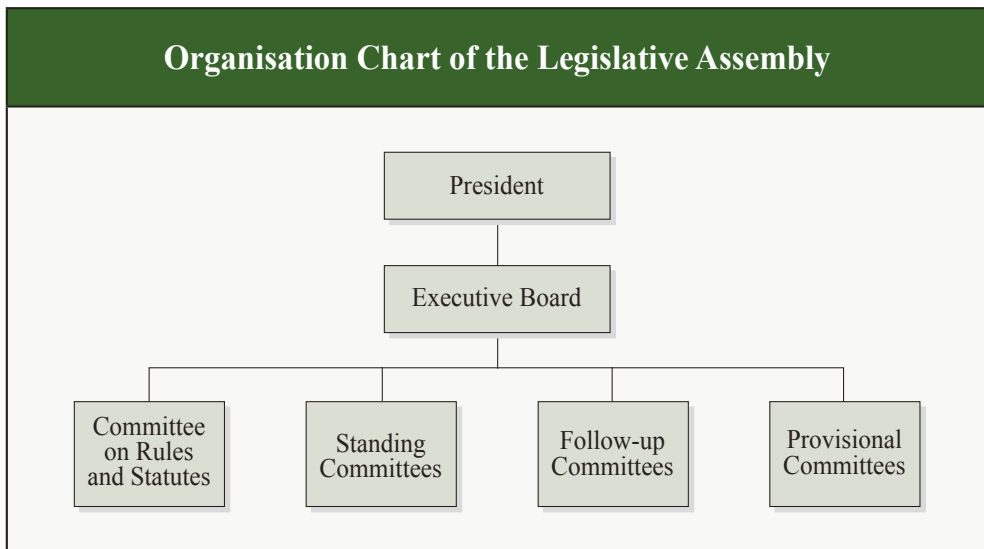 Organisation Chart of the Legislative Assembly
President
Executive Board
Committee
on Rules
and Statutes
Standing
Committees
Follow-up
Committees
Provisional
Committees